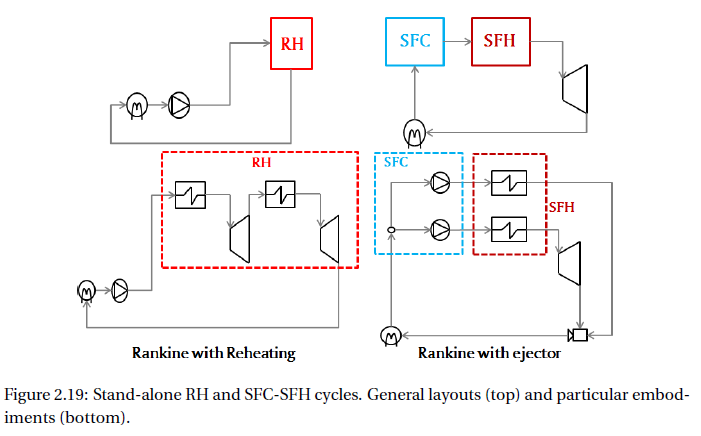 RH
SFC
SFH
RH
SFC
SFH
Rankine with Reheating
Rankine with ejector
Figure 2.19: Stand-alone RH and SFC-SFH cycles. General layouts (top) and particular embod-
iments (bottom).